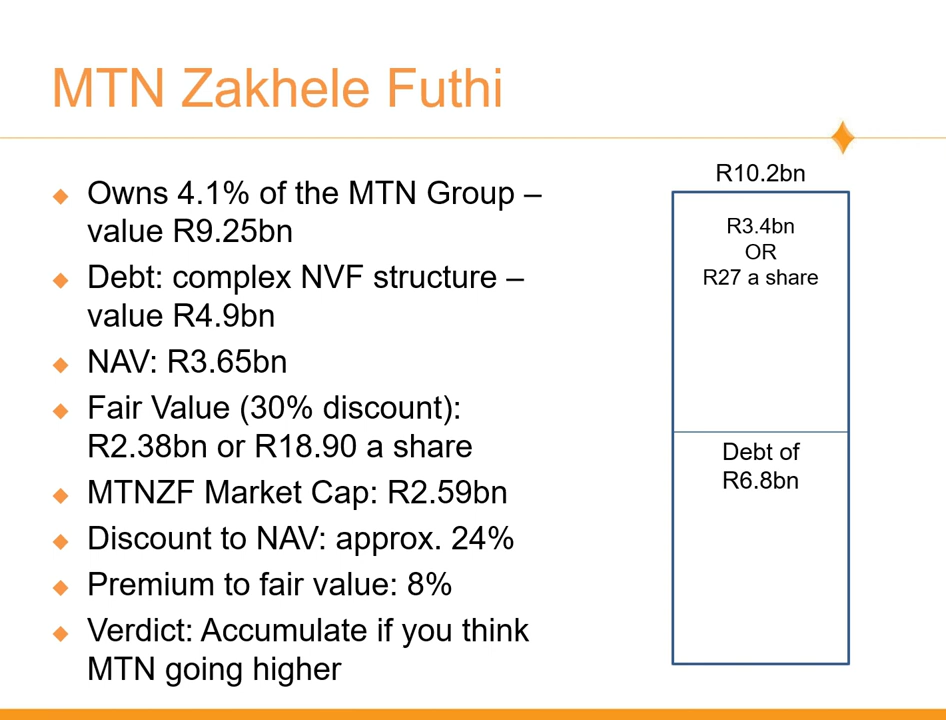 MTN Zakhele Futhi
Owns 4.1% of the MTN Group –
value R9.25bn
Debt: complex NVF structure –
value R4.9bn
NAV: R3.65bn
Fair Value (30% discount):
R2.38bn or R18.90 a share
MTNZF Market Cap: R2.59bn
Discount to NAV: approx. 24%
Premium to fair value: 8%
Verdict: Accumulate if you think
MTN going higher
R10.2bn
R3.4bn
OR
R27 a share
Debt of
R6.8bn